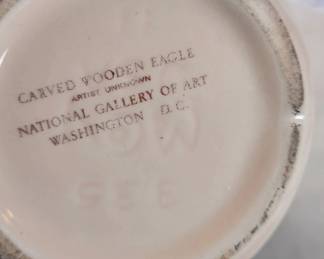 CARVED WOODEN EAGLE
ARTIST UNKNOWN
NATIONAL GALLERY OF ART
WASHINGTON D.C.